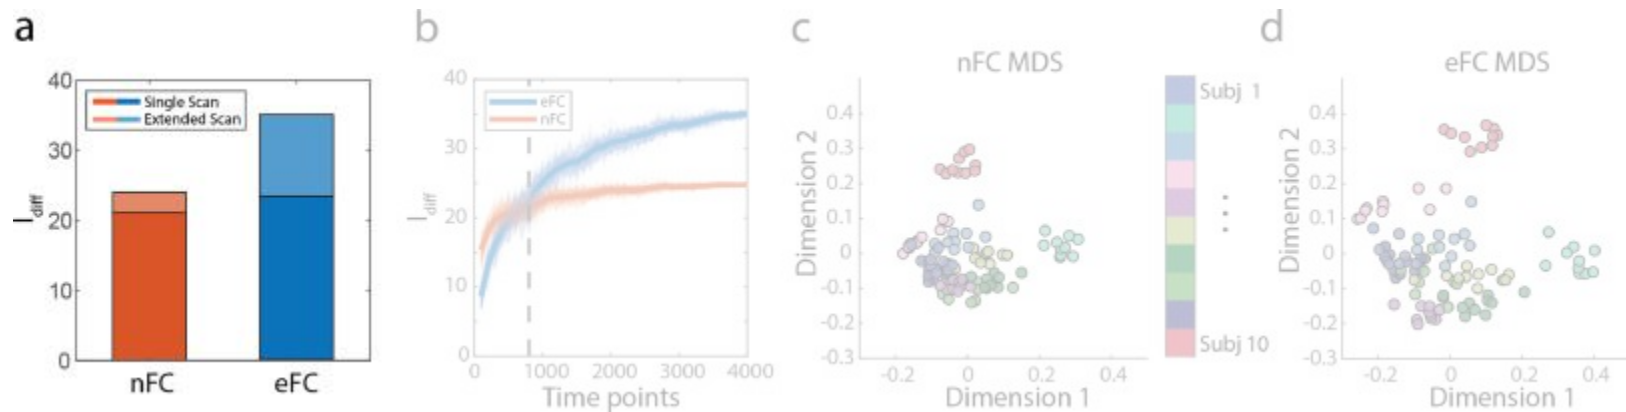 a
40
30
20
10
0
I diff
Single Scan
Extended Scan
nFC
eFC
b
40
30
20
10
0
I diff
eFC
nFC
0
1000
2000
3000
4000
Time points
c
nFC MDS
0.4
0.3
0.2
0.1
0
-0.1
-0.2
-0.3
Dimension 2
-0.2
0
0.2
0.4
Dimension 1
Subj 1
⋮
Subj 10
d
eFC MDS
0.4
0.3
0.2
0.1
0
-0.1
-0.2
-0.3
Dimension 2
-0.2
0
0.2
0.4
Dimension 1